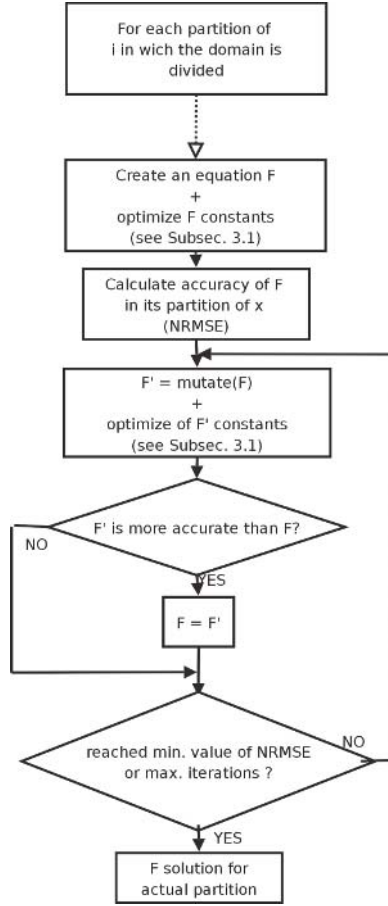 For each partition of
i in wich the domain is
divided
Create an equation F
+
optimize F constants
(see Subsec. 3.1)
Calculate accuracy of F
in its partition of x
(NRMSE)
F' = mutate(F)
+
optimize of F' constants
(see Subsec. 3.1)
F' is more accurate than F?
NO
YES
F = F'
reached min. value of NRMSE
or max. iterations ?
NO
YES
F solution for
actual partition